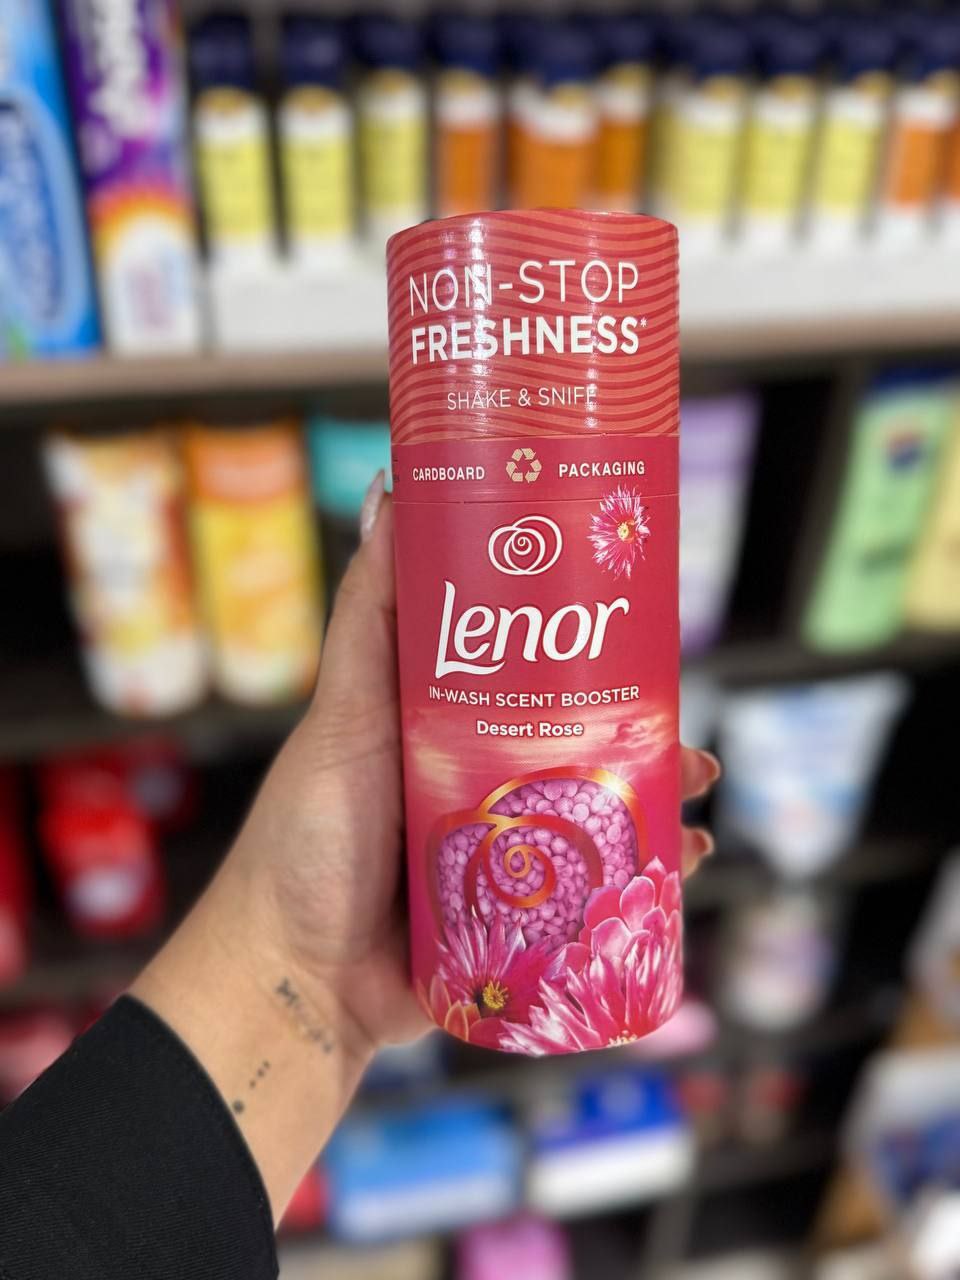 NON-STOP
FRESHNESS*
SHAKE & SNIFF
CARDBOARD PACKAGING
Lenor
IN-WASH SCENT BOOSTER
Desert Rose